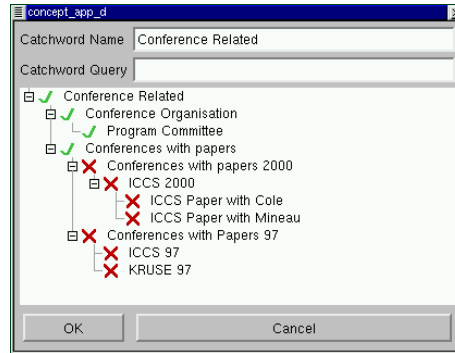 concept_app_d
Catchword Name Conference Related
Catchword Query
Conference Related
Conference Organisation
Program Committee
Conferences with papers
Conferences with papers 2000
ICCS 2000
ICCS Paper with Cole
ICCS Paper with Mineau
Conferences with Papers 97
ICCS 97
KRUSE 97
OK Cancel